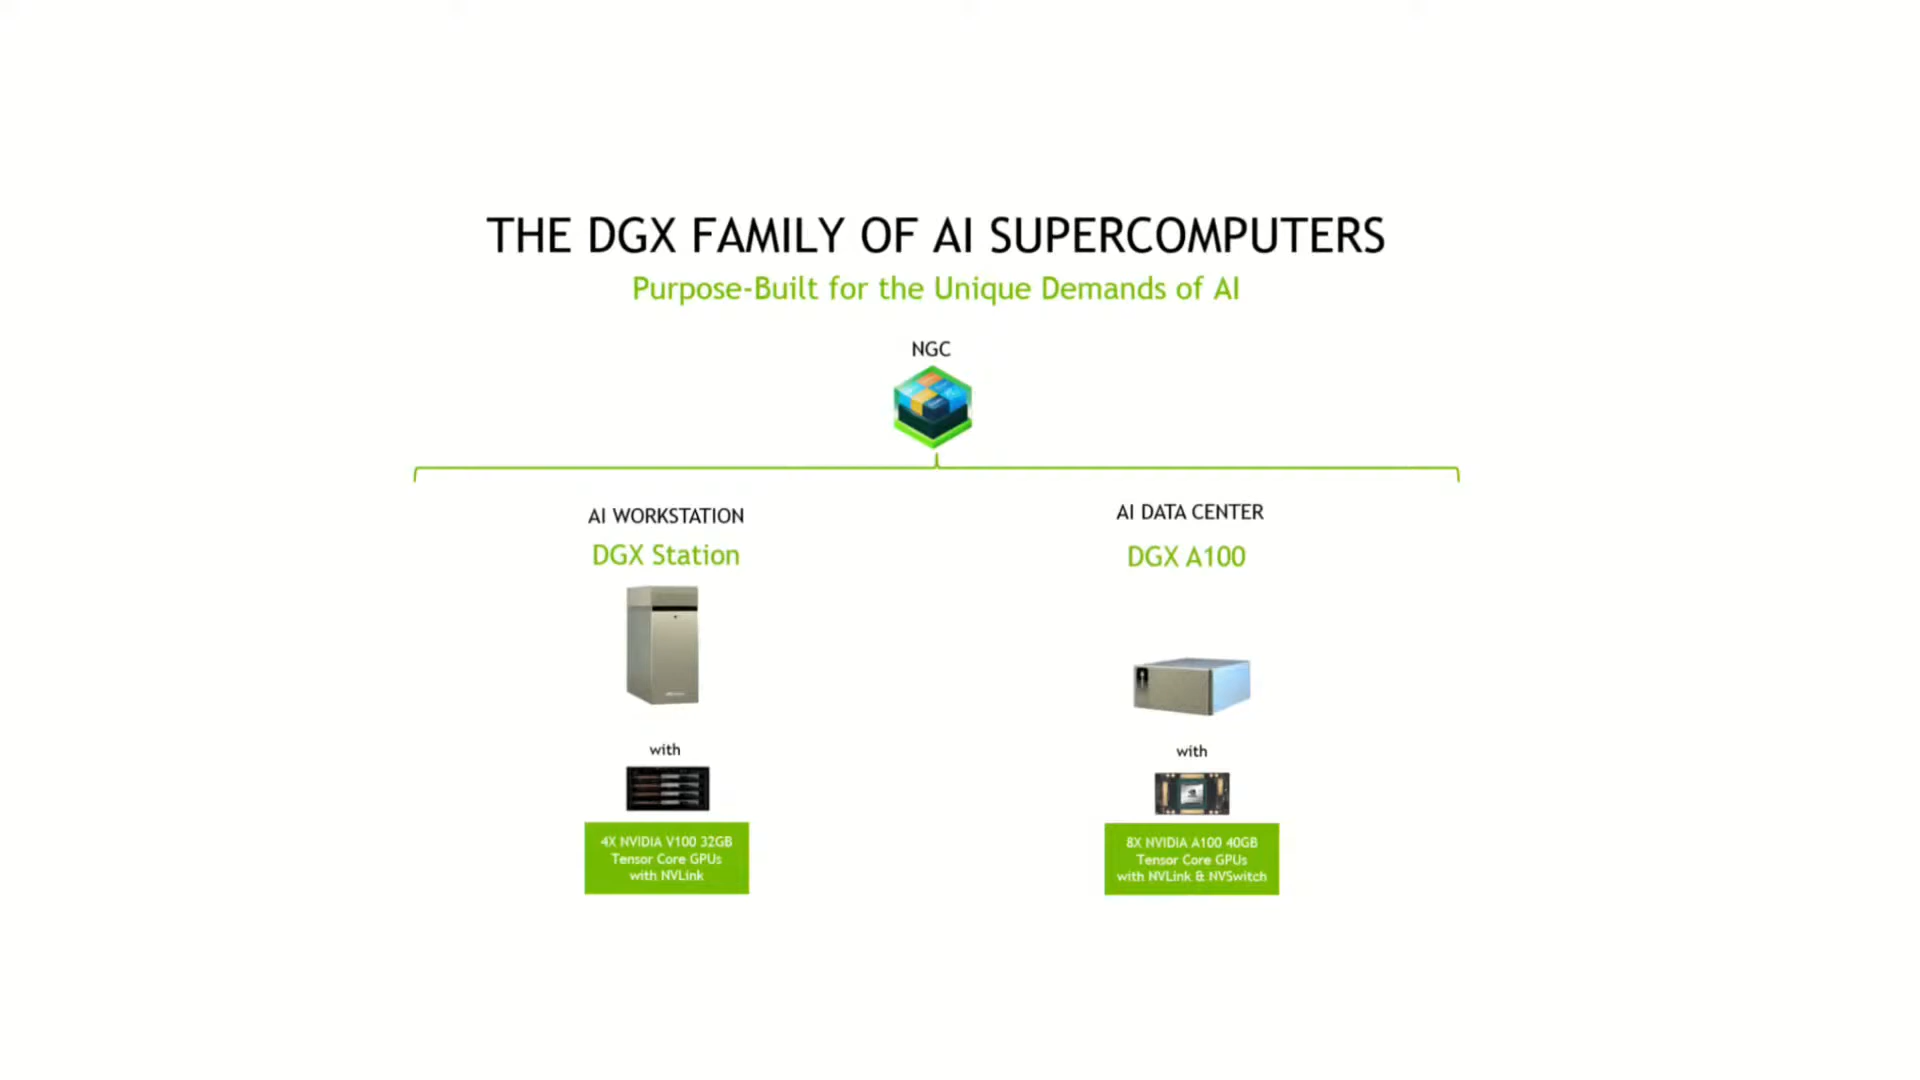 THE DGX FAMILY OF AI SUPERCOMPUTERS
Purpose-Built for the Unique Demands of AI
NGC
AI WORKSTATION
DGX Station
with
4X NVIDIA V100 32GB
Tensor Core GPUs
with NVLink
AI DATA CENTER
DGX A100
with
8X NVIDIA A100 40GB
Tensor Core GPUs
with NVLink & NVSwitch